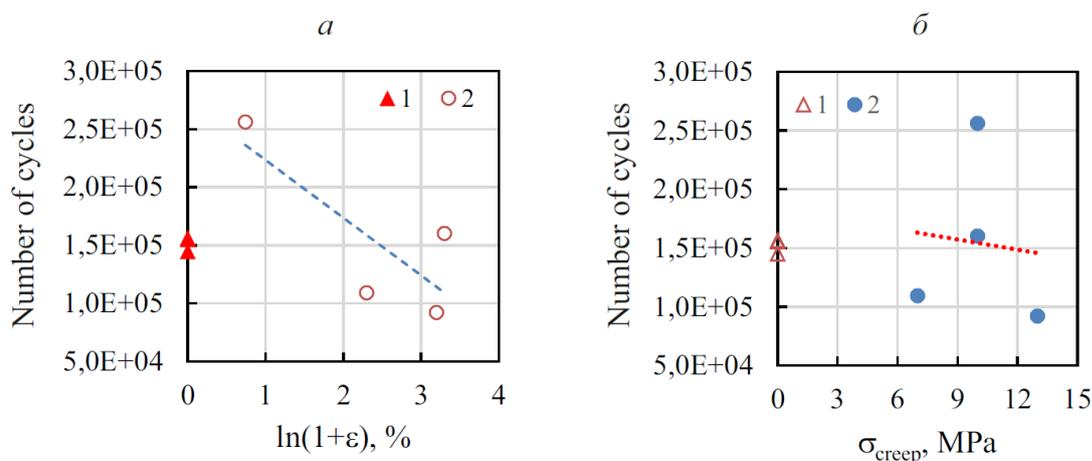 а
3,0E+05
2,5E+05
2,0E+05
1,5E+05
1,0E+05
5,0E+04
Number of cycles
1 2
0 1 2 3 4
ln(1+ε), %
б
3,0E+05
2,5E+05
2,0E+05
1,5E+05
1,0E+05
5,0E+04
Number of cycles
1 2
0 3 6 9 12 15
σcreep, MPa